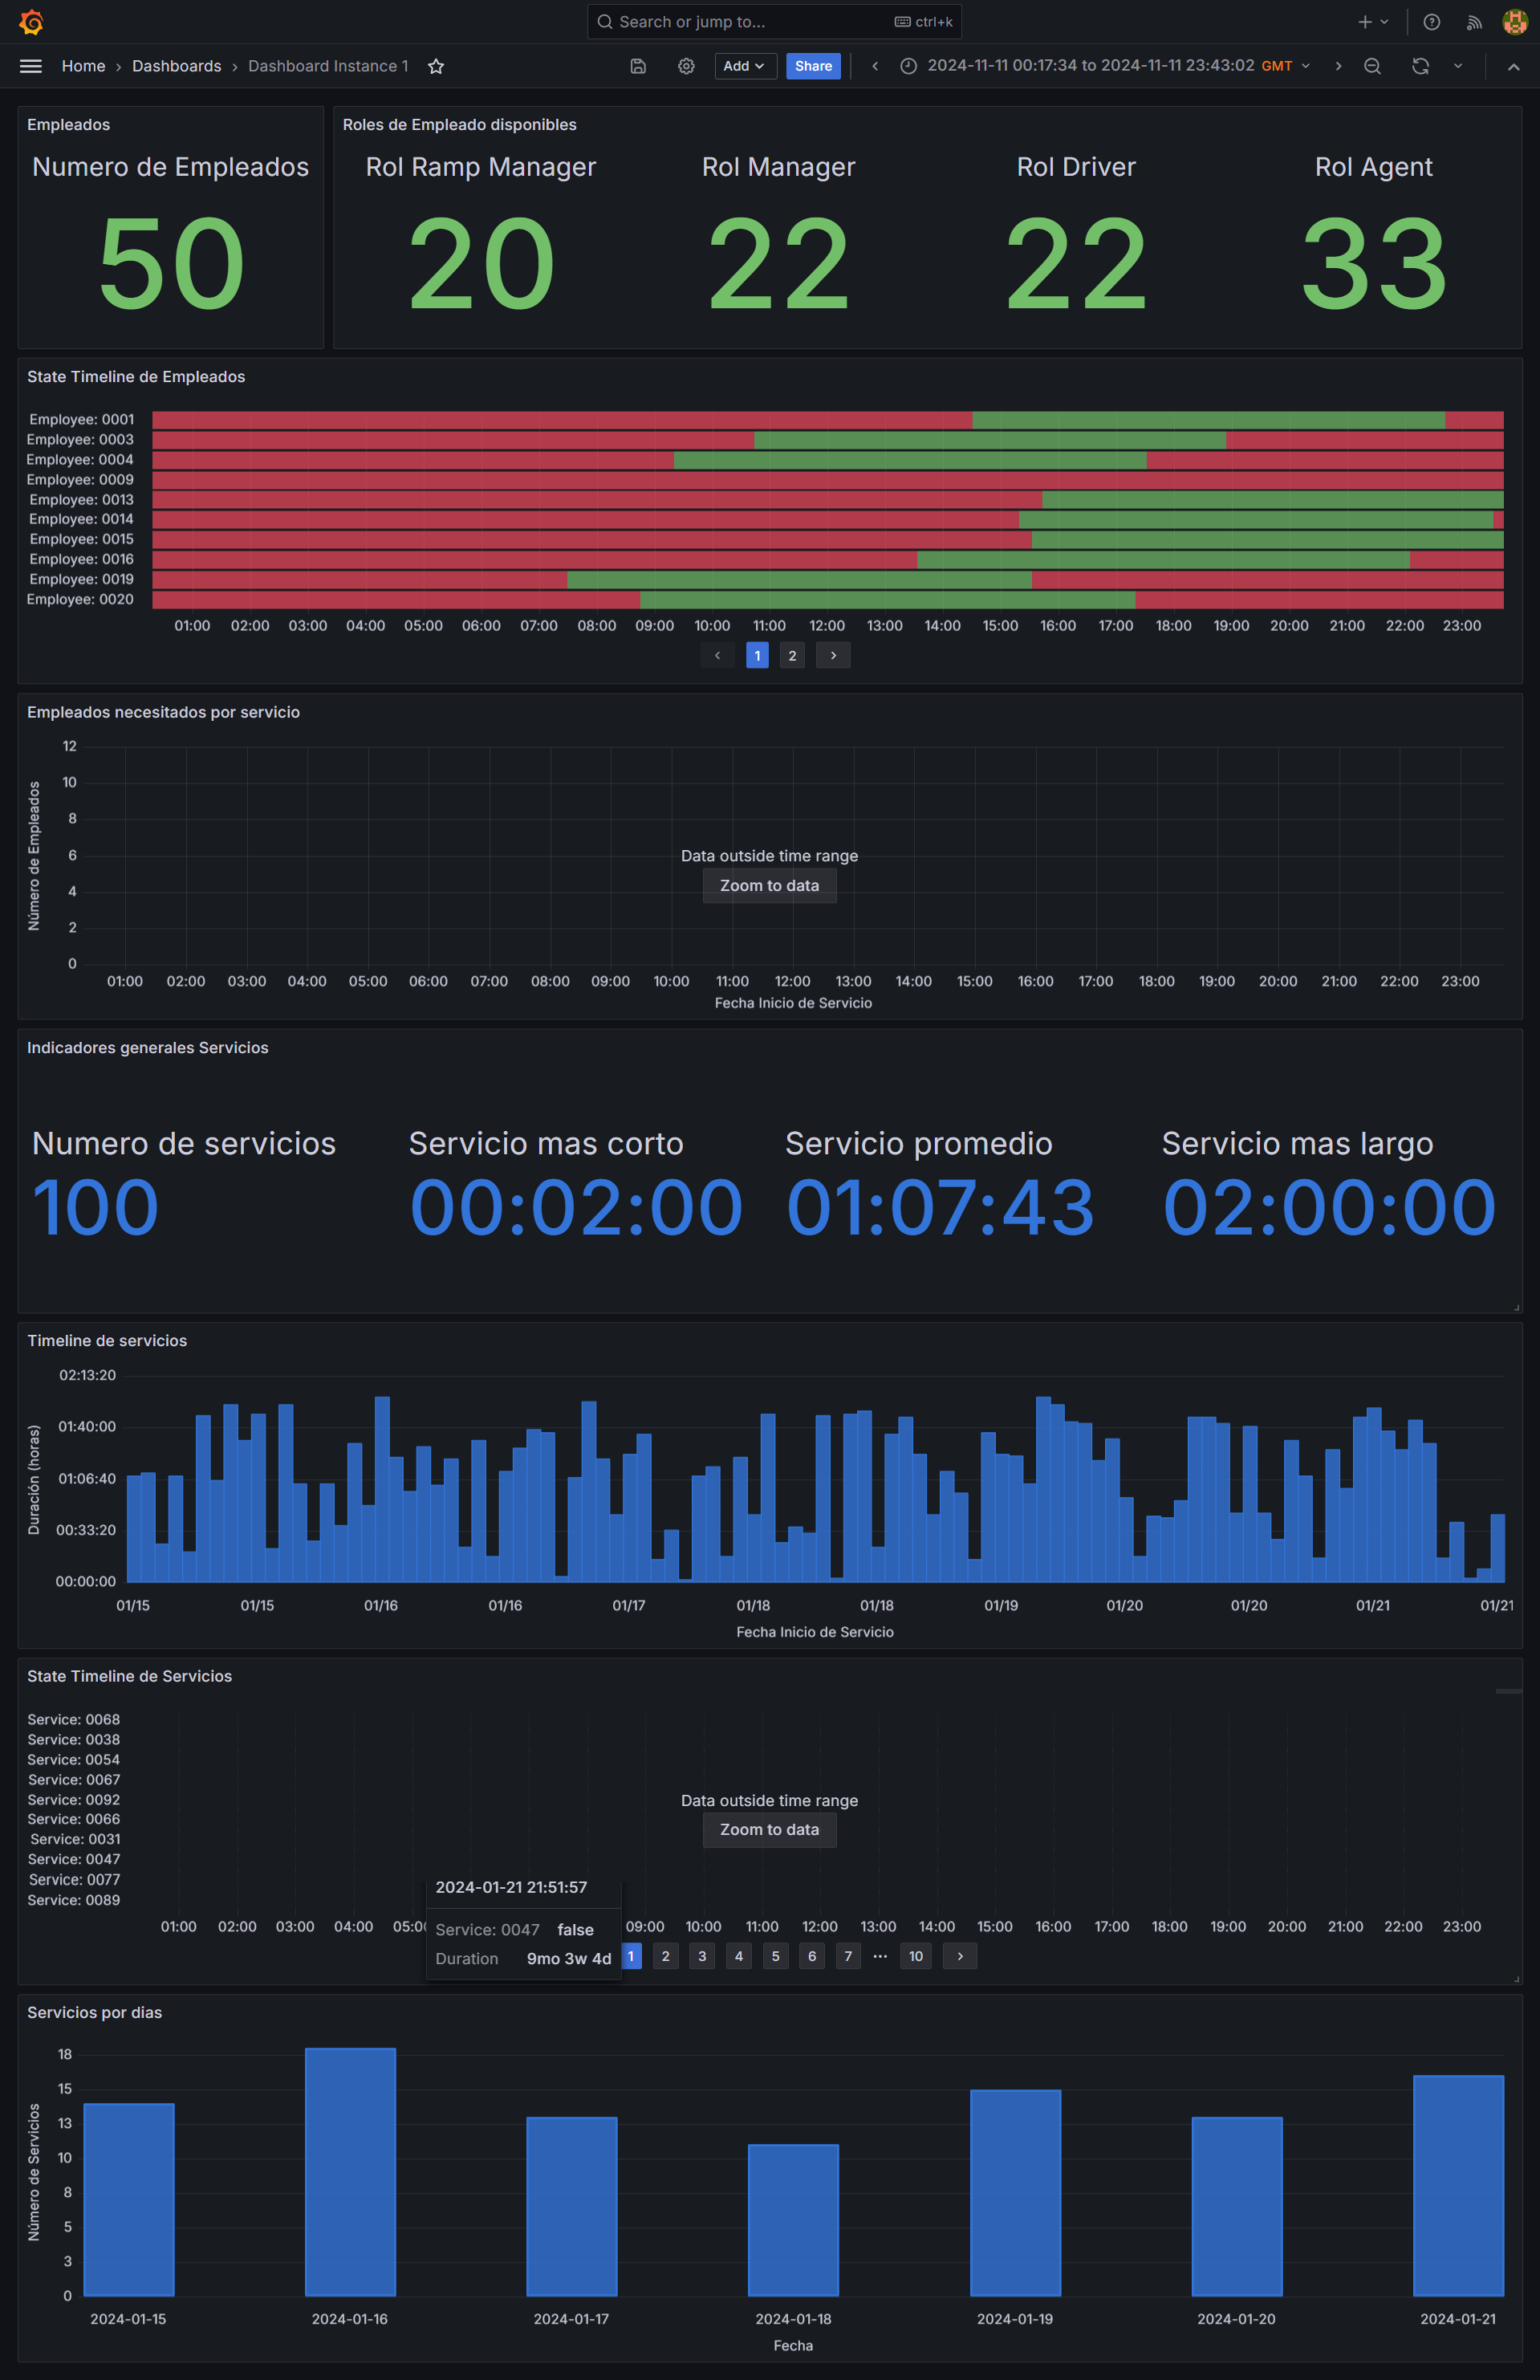 Search or jump to... ctrl+k
Home › Dashboards › Dashboard Instance 1 Add Share 2024-11-11 00:17:34 to 2024-11-11 23:43:02 GMT
Empleados
Numero de Empleados
50
Roles de Empleado disponibles
Rol Ramp Manager Rol Manager Rol Driver Rol Agent
20 22 22 33
State Timeline de Empleados
Employee: 0001
Employee: 0003
Employee: 0004
Employee: 0009
Employee: 0013
Employee: 0014
Employee: 0015
Employee: 0016
Employee: 0019
Employee: 0020
01:00 02:00 03:00 04:00 05:00 06:00 07:00 08:00 09:00 10:00 11:00 12:00 13:00 14:00 15:00 16:00 17:00 18:00 19:00 20:00 21:00 22:00 23:00
1 2
Empleados necesitados por servicio
Número de Empleados
12
10
8
6
4
2
0
Data outside time range
Zoom to data
01:00 02:00 03:00 04:00 05:00 06:00 07:00 08:00 09:00 10:00 11:00 12:00 13:00 14:00 15:00 16:00 17:00 18:00 19:00 20:00 21:00 22:00 23:00
Fecha Inicio de Servicio
Indicadores generales Servicios
Numero de servicios Servicio mas corto Servicio promedio Servicio mas largo
100 00:02:00 01:07:43 02:00:00
Timeline de servicios
Duración (horas)
02:13:20
01:40:00
01:06:40
00:33:20
00:00:00
01/15 01/15 01/16 01/16 01/17 01/18 01/18 01/19 01/20 01/20 01/21 01/21
Fecha Inicio de Servicio
State Timeline de Servicios
Service: 0068
Service: 0038
Service: 0054
Service: 0067
Service: 0092
Service: 0066
Service: 0031
Service: 0047
Service: 0077
Service: 0089
Data outside time range
Zoom to data
2024-01-21 21:51:57
Service: 0047 false
Duration 9mo 3w 4d
01:00 02:00 03:00 04:00 05:00 09:00 10:00 11:00 12:00 13:00 14:00 15:00 16:00 17:00 18:00 19:00 20:00 21:00 22:00 23:00
1 2 3 4 5 6 7 ··· 10
Servicios por dias
Número de Servicios
18
15
13
10
8
5
3
0
2024-01-15 2024-01-16 2024-01-17 2024-01-18 2024-01-19 2024-01-20 2024-01-21
Fecha